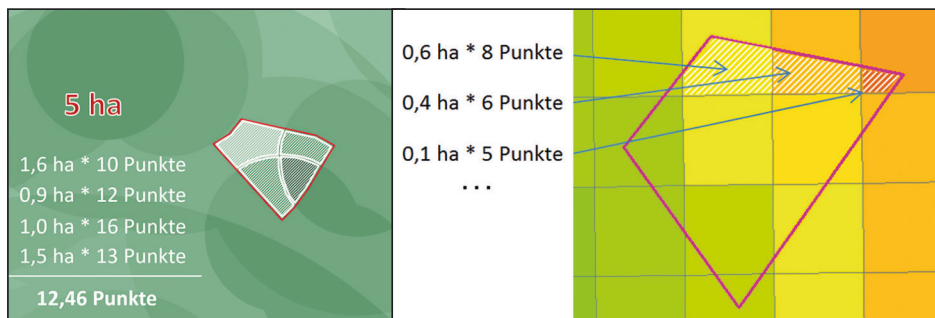 5 ha
1,6 ha * 10 Punkte
0,9 ha * 12 Punkte
1,0 ha * 16 Punkte
1,5 ha * 13 Punkte
12,46 Punkte
0,6 ha * 8 Punkte
0,4 ha * 6 Punkte
0,1 ha * 5 Punkte
...